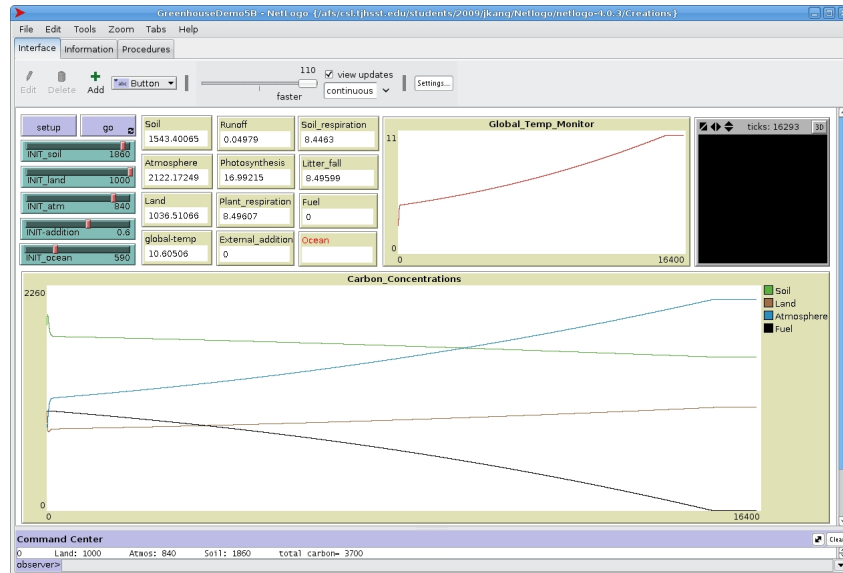 GreenhouseDemo5B - NetLogo {/afs/csl.tjhsst.edu/students/2009/jkang/Netlogo/netlogo-4.0.3/Creations}
File Edit Tools Zoom Tabs Help
Interface Information Procedures
Edit Delete Add abc Button faster 110 view updates continuous Settings...
setup go
INIT_soil 1860
INIT_land 1000
INIT_atm 840
INIT-addition 0.6
INIT_ocean 590
Soil
1543.40065
Runoff
0.04979
Soil_respiration
8.4463
Atmosphere
2122.17249
Photosynthesis
16.99215
Litter_fall
8.49599
Land
1036.51066
Plant_respiration
8.49607
Fuel
0
global-temp
10.60506
External_addition
0
Ocean
Global_Temp_Monitor
11
0
0 16400
ticks: 16293 3D
Carbon_Concentrations
2260
0
0 16400
Soil
Land
Atmosphere
Fuel
Command Center Clear
0 Land: 1000 Atmos: 840 Soil: 1860 total carbon= 3700
observer>